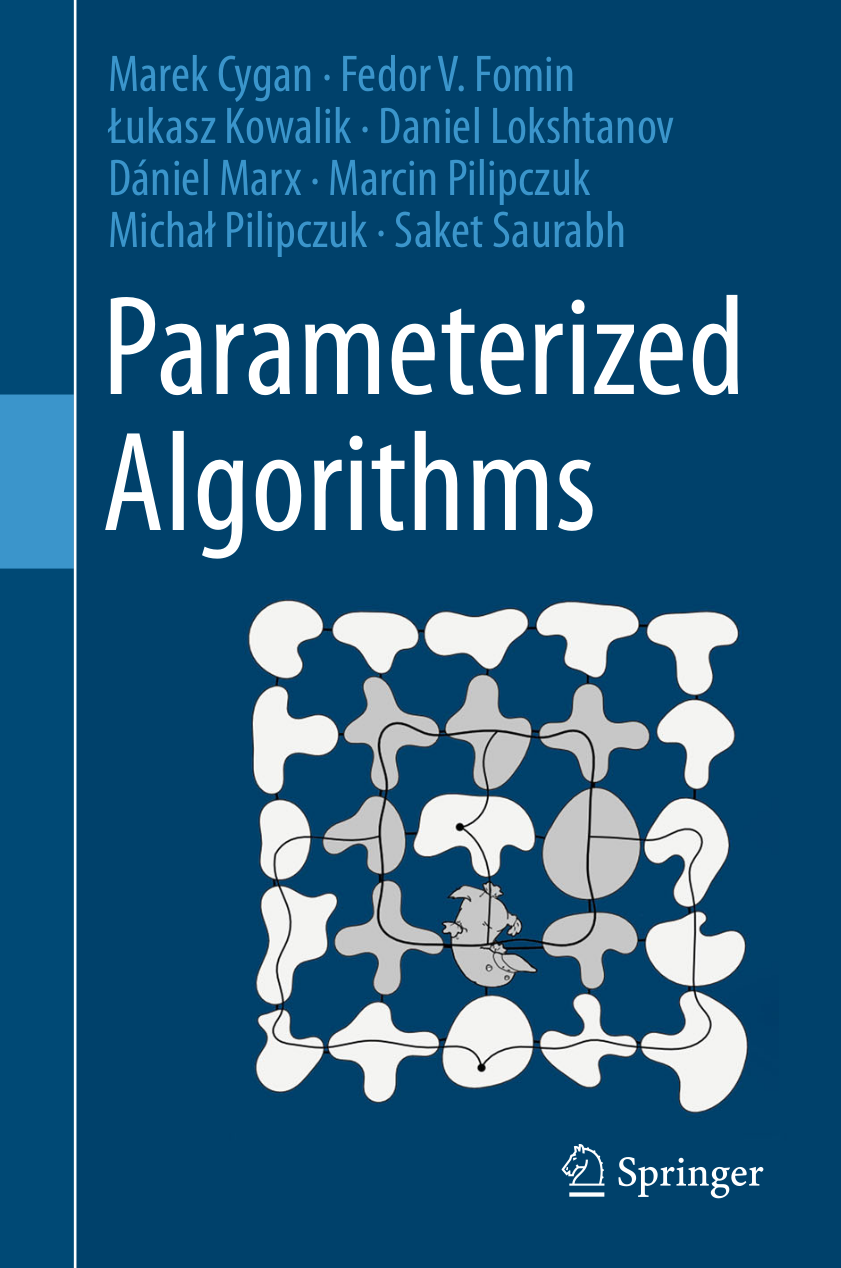 Marek Cygan · Fedor V. Fomin
Łukasz Kowalik · Daniel Lokshtanov
Dániel Marx · Marcin Pilipczuk
Michał Pilipczuk · Saket Saurabh
Parameterized
Algorithms
Springer